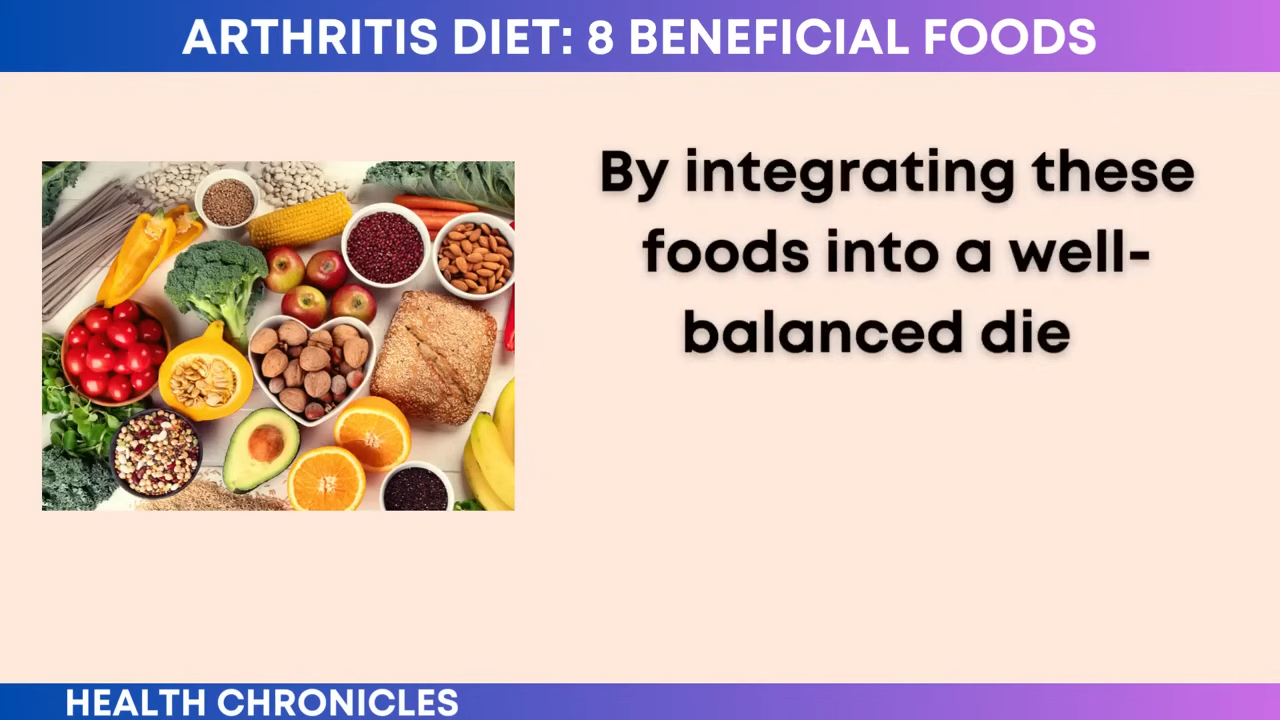 ARTHRITIS DIET: 8 BENEFICIAL FOODS
By integrating these
foods into a well-
balanced die
HEALTH CHRONICLES